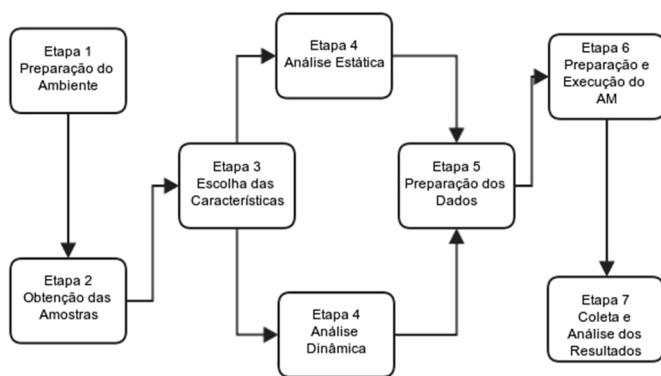 Etapa 1
Preparação do
Ambiente
Etapa 2
Obtenção das
Amostras
Etapa 3
Escolha das
Características
Etapa 4
Análise Estática
Etapa 4
Análise
Dinâmica
Etapa 5
Preparação dos
Dados
Etapa 6
Preparação e
Execução do
AM
Etapa 7
Coleta e
Análise dos
Resultados